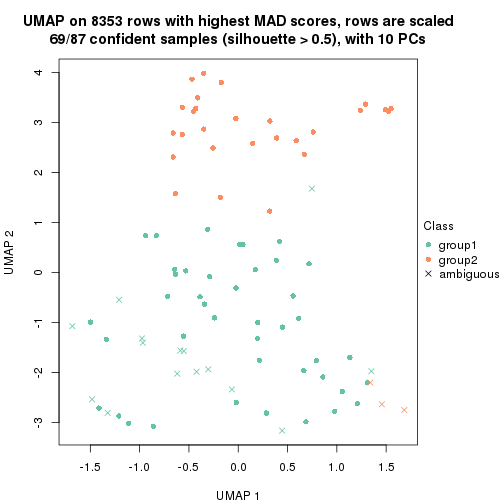 UMAP on 8353 rows with highest MAD scores, rows are scaled
69/87 confident samples (silhouette > 0.5), with 10 PCs
4
3
2
1
0
-1
-2
-3
UMAP 2
-1.5
-1.0
-0.5
0.0
0.5
1.0
1.5
UMAP 1
Class
group1
group2
ambiguous